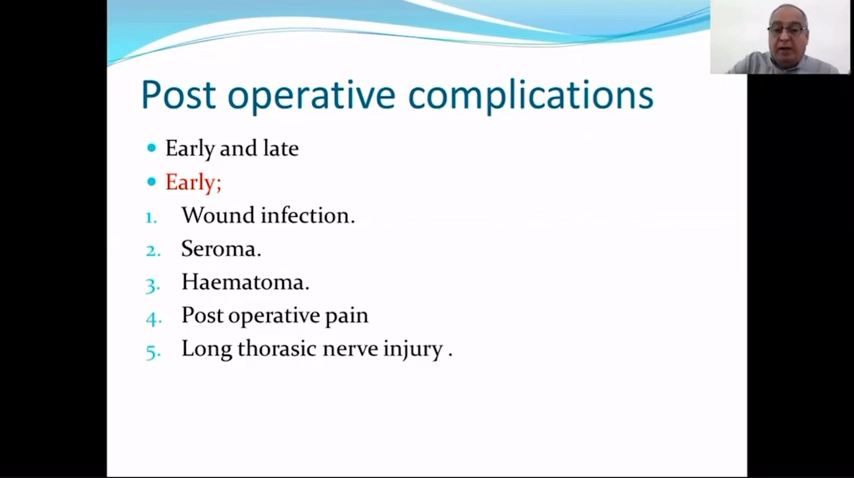 Post operative complications
• Early and late
• Early;
1. Wound infection.
2. Seroma.
3. Haematoma.
4. Post operative pain
5. Long thorasic nerve injury .